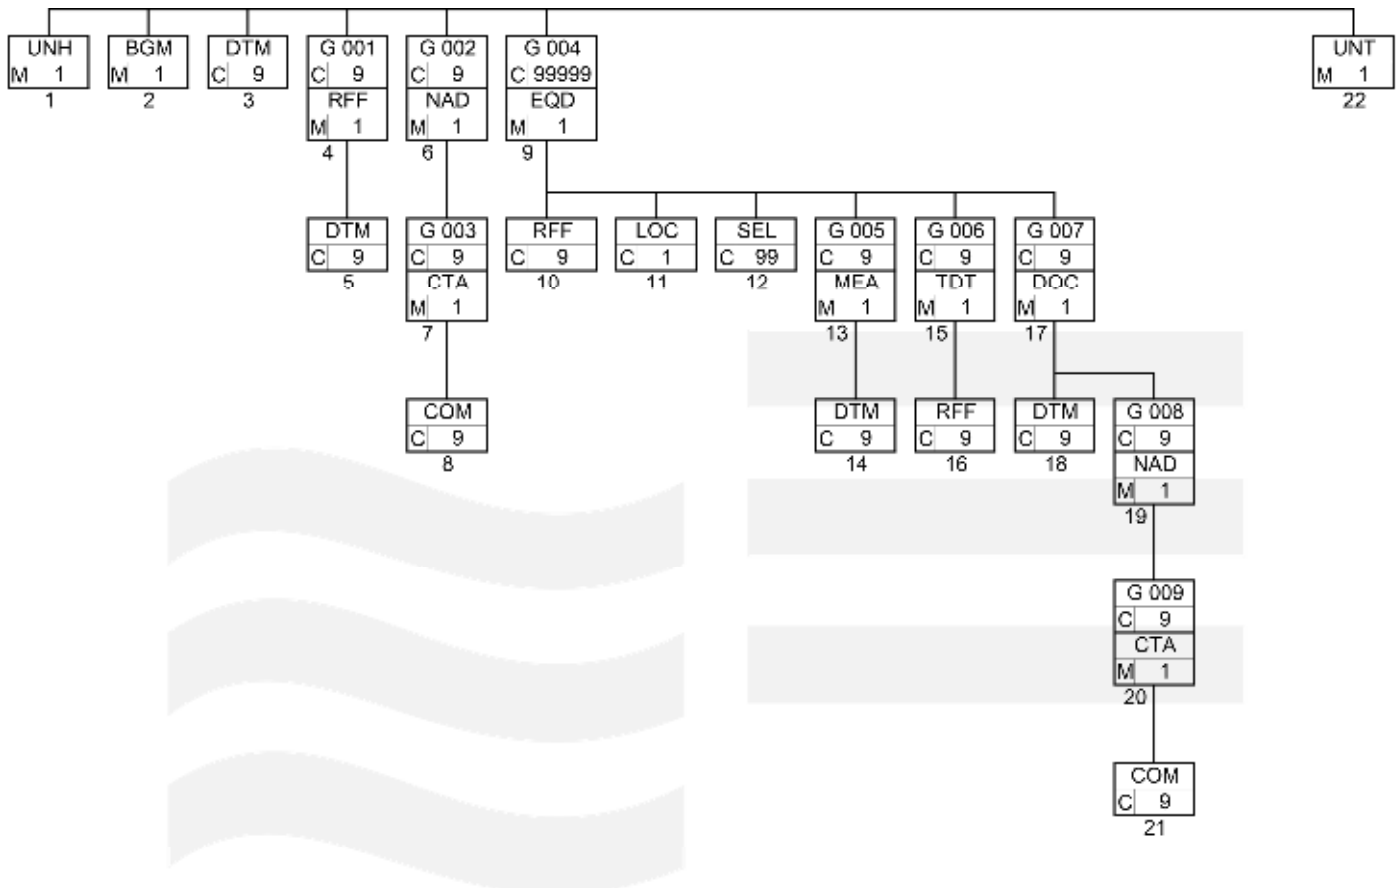 UNH BGM DTM G 001 G 002 G 004 UNT
M 1 M 1 C 9 C 9 C 9 C 99999 M 1
1 2 3 RFF NAD EQD 22
M 1 M 1 M 1
4 6 9
DTM G 003 RFF LOC SEL G 005 G 006 G 007
C 9 C 9 C 9 C 1 C 99 C 9 C 9 C 9
5 CTA 10 11 12 MEA TDT DOC
M 1 M 1 M 1 M 1
7 13 15 17
COM DTM RFF DTM G 008
C 9 C 9 C 9 C 9 C 9
8 14 16 18 NAD
M 1
19
G 009
C 9
CTA
M 1
20
COM
C 9
21